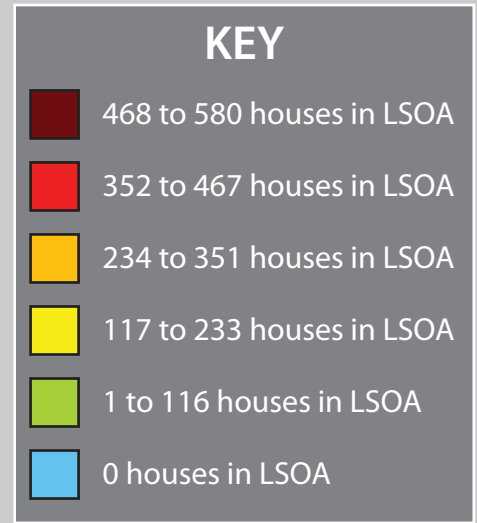 KEY
468 to 580 houses in LSOA
352 to 467 houses in LSOA
234 to 351 houses in LSOA
117 to 233 houses in LSOA
1 to 116 houses in LSOA
0 houses in LSOA